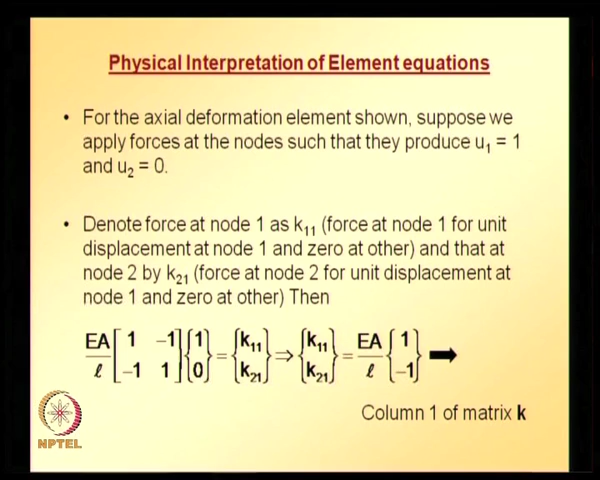 Physical Interpretation of Element equations
• For the axial deformation element shown, suppose we
apply forces at the nodes such that they produce u₁ = 1
and u₂ = 0.
• Denote force at node 1 as k₁₁ (force at node 1 for unit
displacement at node 1 and zero at other) and that at
node 2 by k₂₁ (force at node 2 for unit displacement at
node 1 and zero at other) Then
EA/ℓ [1 −1; −1 1] {1; 0} = {k₁₁; k₂₁} ⇒ {k₁₁; k₂₁} = EA/ℓ {1; −1} ➡
Column 1 of matrix k
NPTEL